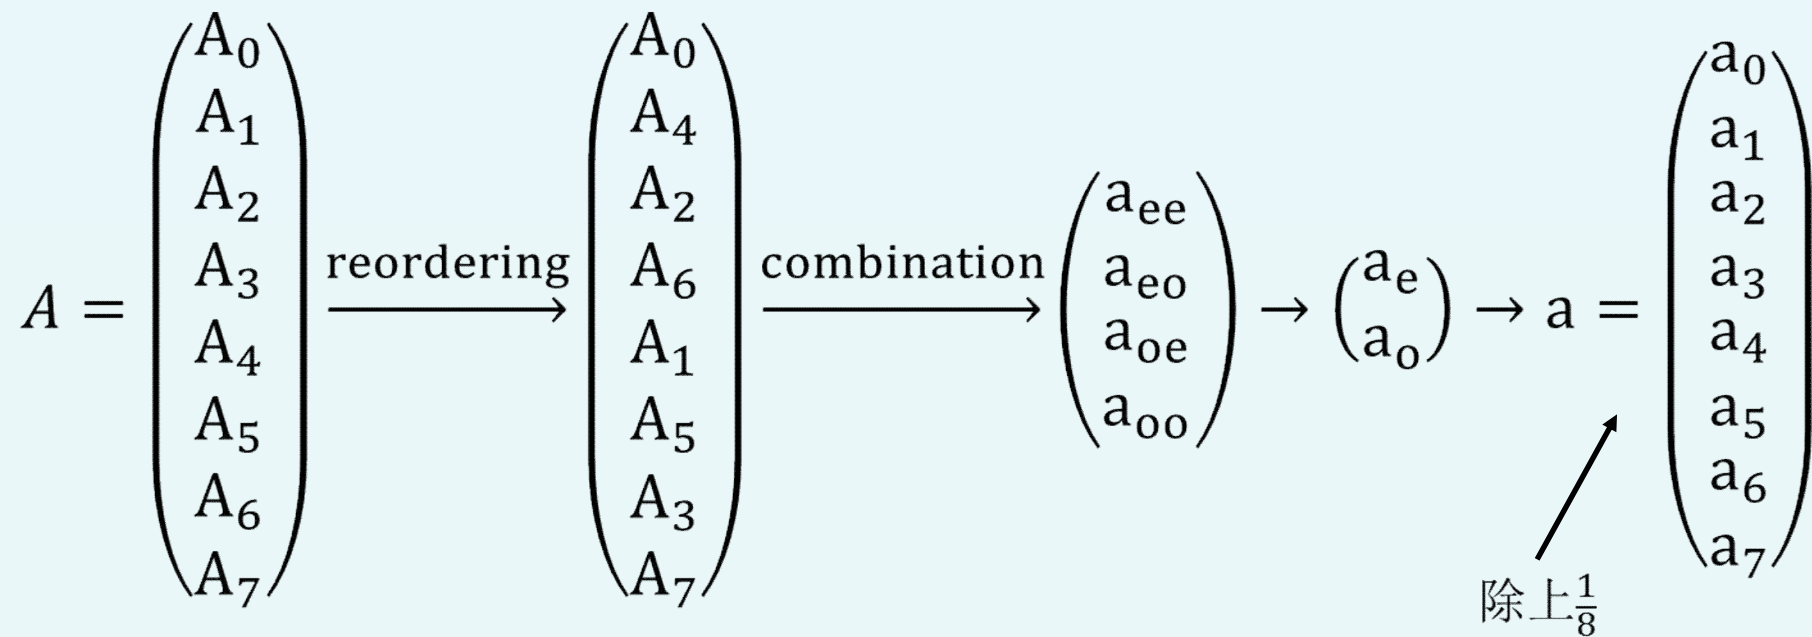 A = (A₀ A₁ A₂ A₃ A₄ A₅ A₆ A₇) reordering→ (A₀ A₄ A₂ A₆ A₁ A₅ A₃ A₇) combination→ (aₑₑ aₑₒ aₒₑ aₒₒ) → (aₑ aₒ) → a = (a₀ a₁ a₂ a₃ a₄ a₅ a₆ a₇)
除上1/8